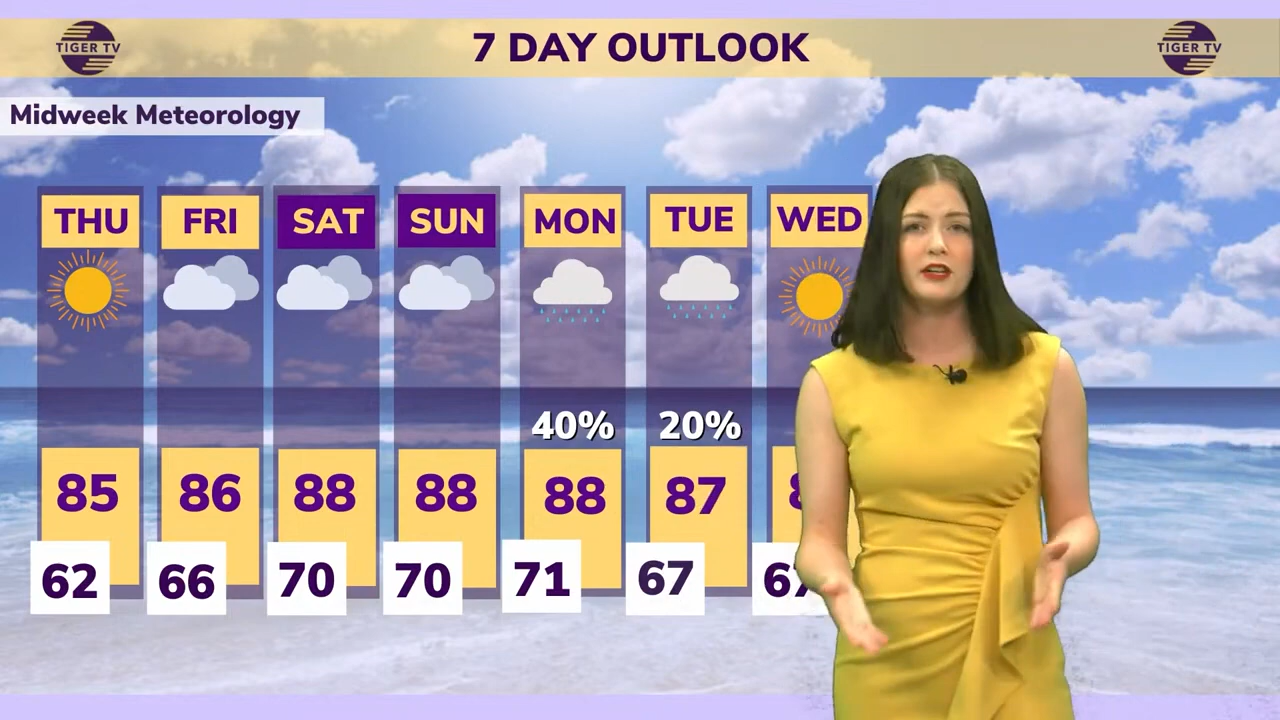 TIGER TV
7 DAY OUTLOOK
TIGER TV
Midweek Meteorology
THU FRI SAT SUN MON TUE WED
40% 20%
85 86 88 88 88 87
62 66 70 70 71 67